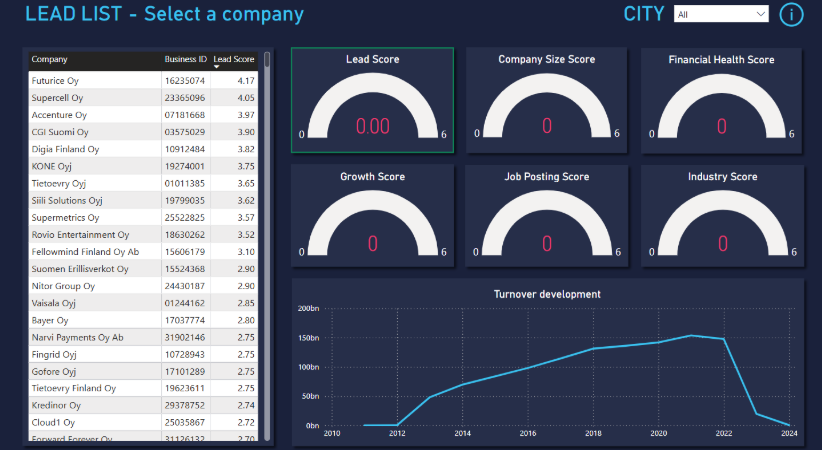 LEAD LIST - Select a company
CITY All
i
Company Business ID Lead Score
Futurice Oy 16235074 4.17
Supercell Oy 23365096 4.05
Accenture Oy 07181668 3.97
CGI Suomi Oy 03575029 3.90
Digia Finland Oy 10912484 3.82
KONE Oyj 19274001 3.75
Tietoevry Oyj 01011385 3.65
Siili Solutions Oyj 19799035 3.62
Supermetrics Oy 25522825 3.57
Rovio Entertainment Oy 18630262 3.52
Fellowmind Finland Oy Ab 15606179 3.10
Suomen Erillisverkot Oy 15524368 2.90
Nitor Group Oy 24430187 2.90
Vaisala Oyj 01244162 2.85
Bayer Oy 17037774 2.80
Narvi Payments Oy Ab 31902146 2.75
Fingrid Oyj 10728943 2.75
Gofore Oyj 17101289 2.75
Tietoevry Finland Oy 19623611 2.75
Kredinor Oy 29378752 2.74
Cloud1 Oy 25035867 2.72
Forward Forever Oy 31126132 2.70
Lead Score
0 0.00 6
Company Size Score
0 0 6
Financial Health Score
0 0 6
Growth Score
0 0 6
Job Posting Score
0 0 6
Industry Score
0 0 6
Turnover development
200bn
150bn
100bn
50bn
0bn
2010 2012 2014 2016 2018 2020 2022 2024